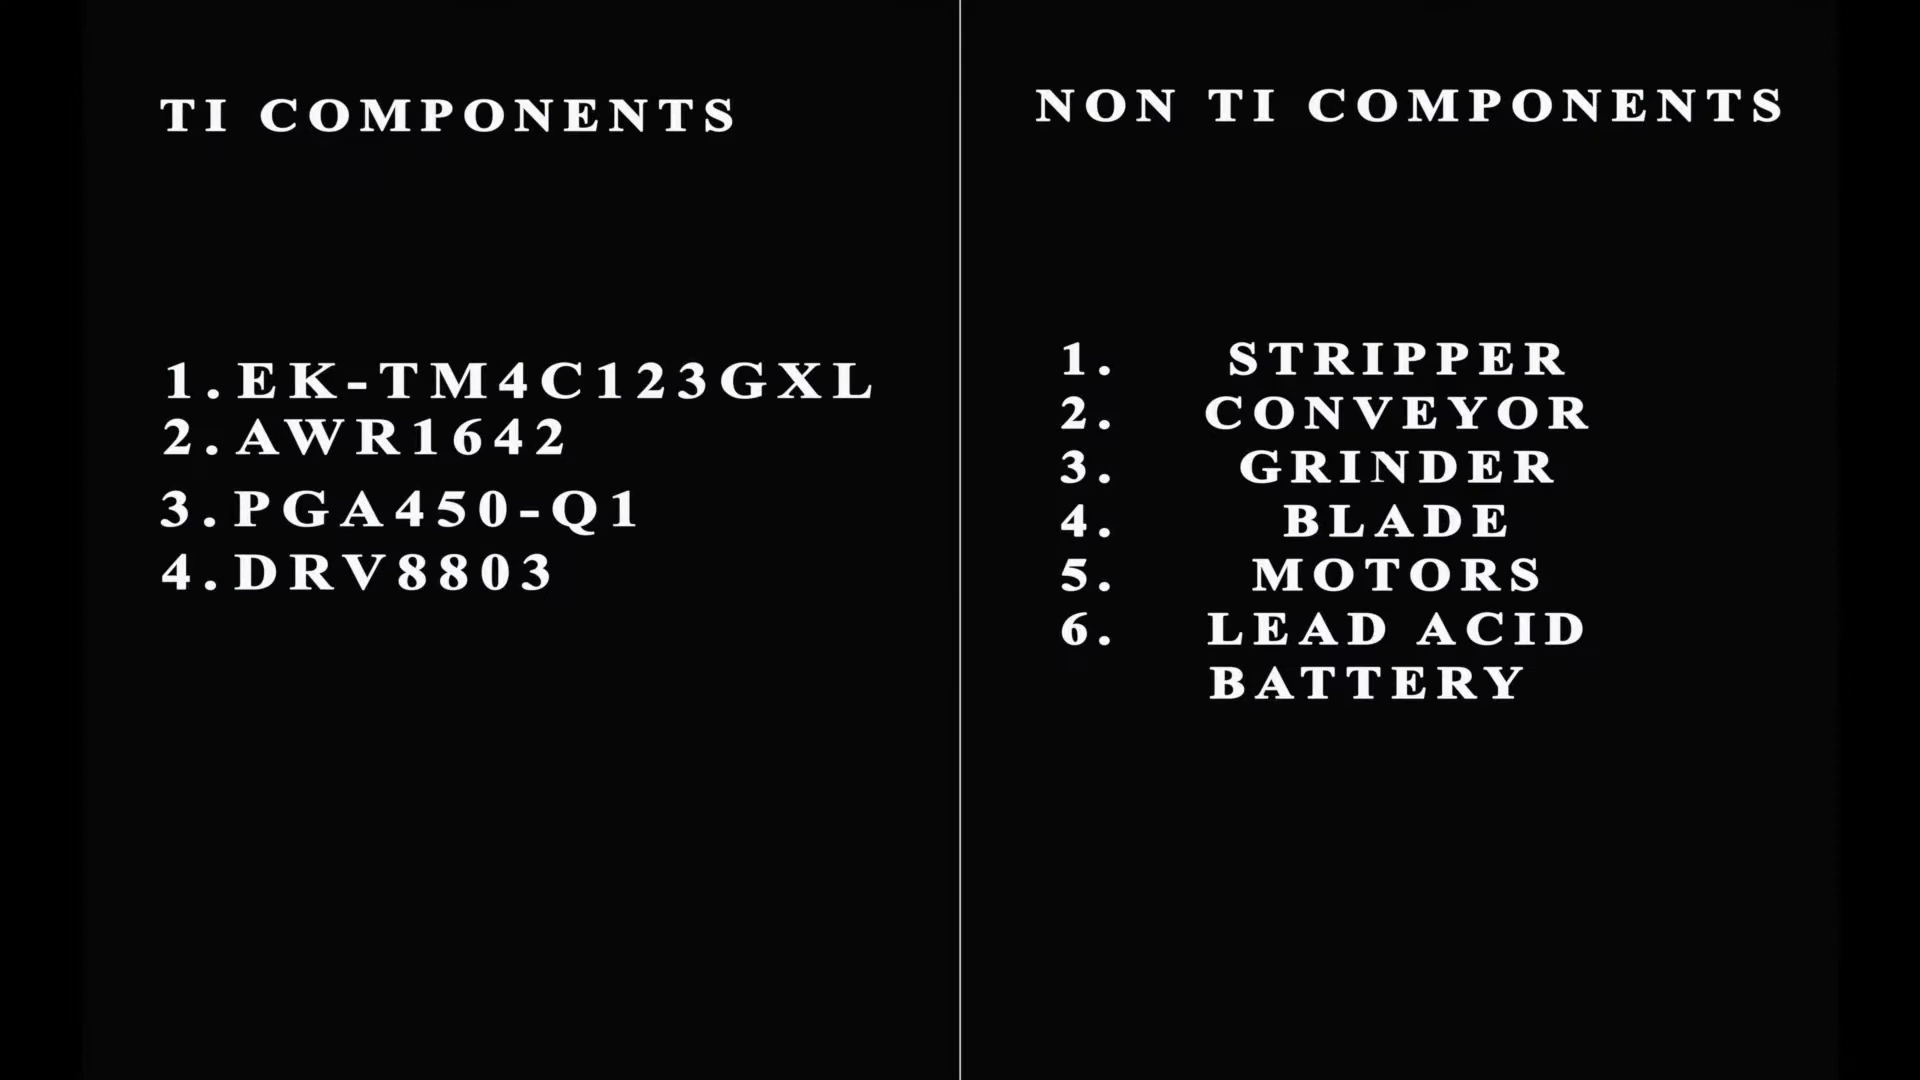 TI COMPONENTS
1.EK-TM4C123GXL
2.AWR1642
3.PGA450-Q1
4.DRV8803
NON TI COMPONENTS
1. STRIPPER
2. CONVEYOR
3. GRINDER
4. BLADE
5. MOTORS
6. LEAD ACID
BATTERY